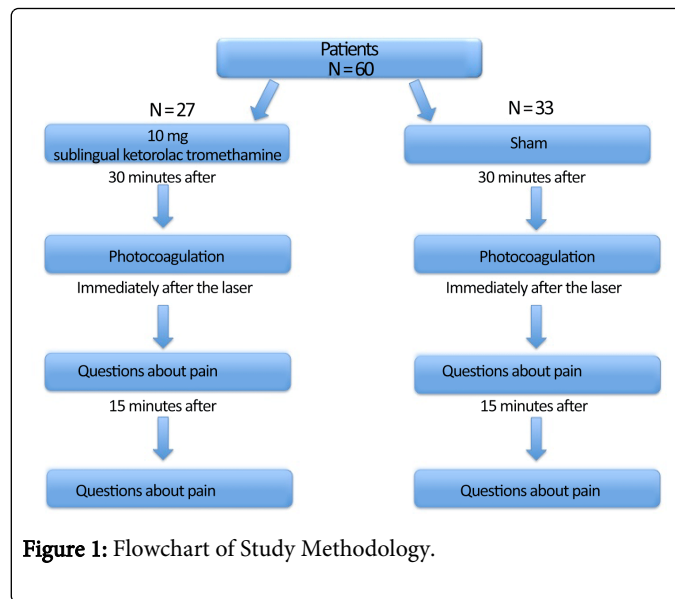 Patients
N = 60
N = 27
10 mg
sublingual ketorolac tromethamine
30 minutes after
Photocoagulation
Immediately after the laser
Questions about pain
15 minutes after
Questions about pain
N = 33
Sham
30 minutes after
Photocoagulation
Immediately after the laser
Questions about pain
15 minutes after
Questions about pain
Figure 1: Flowchart of Study Methodology.